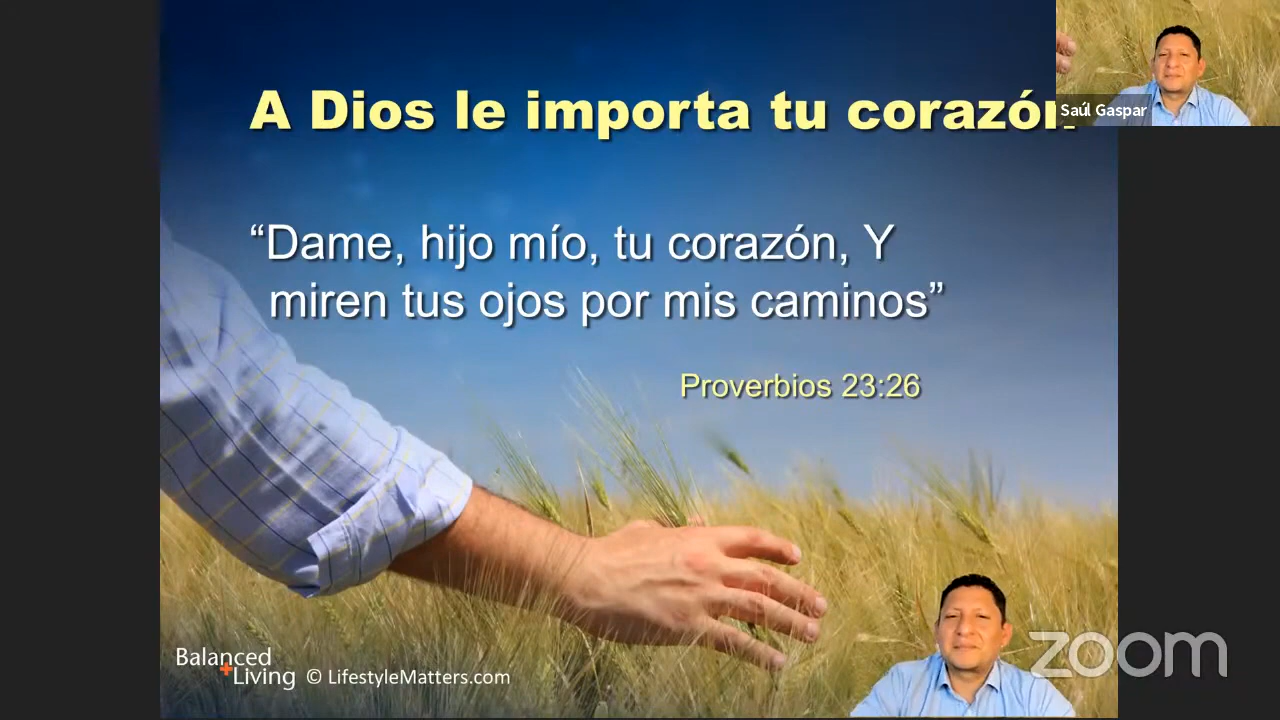 A Dios le importa tu corazón
Saúl Gaspar
“Dame, hijo mío, tu corazón, Y
miren tus ojos por mis caminos”
Proverbios 23:26
Balanced
+Living © LifestyleMatters.com
zoom